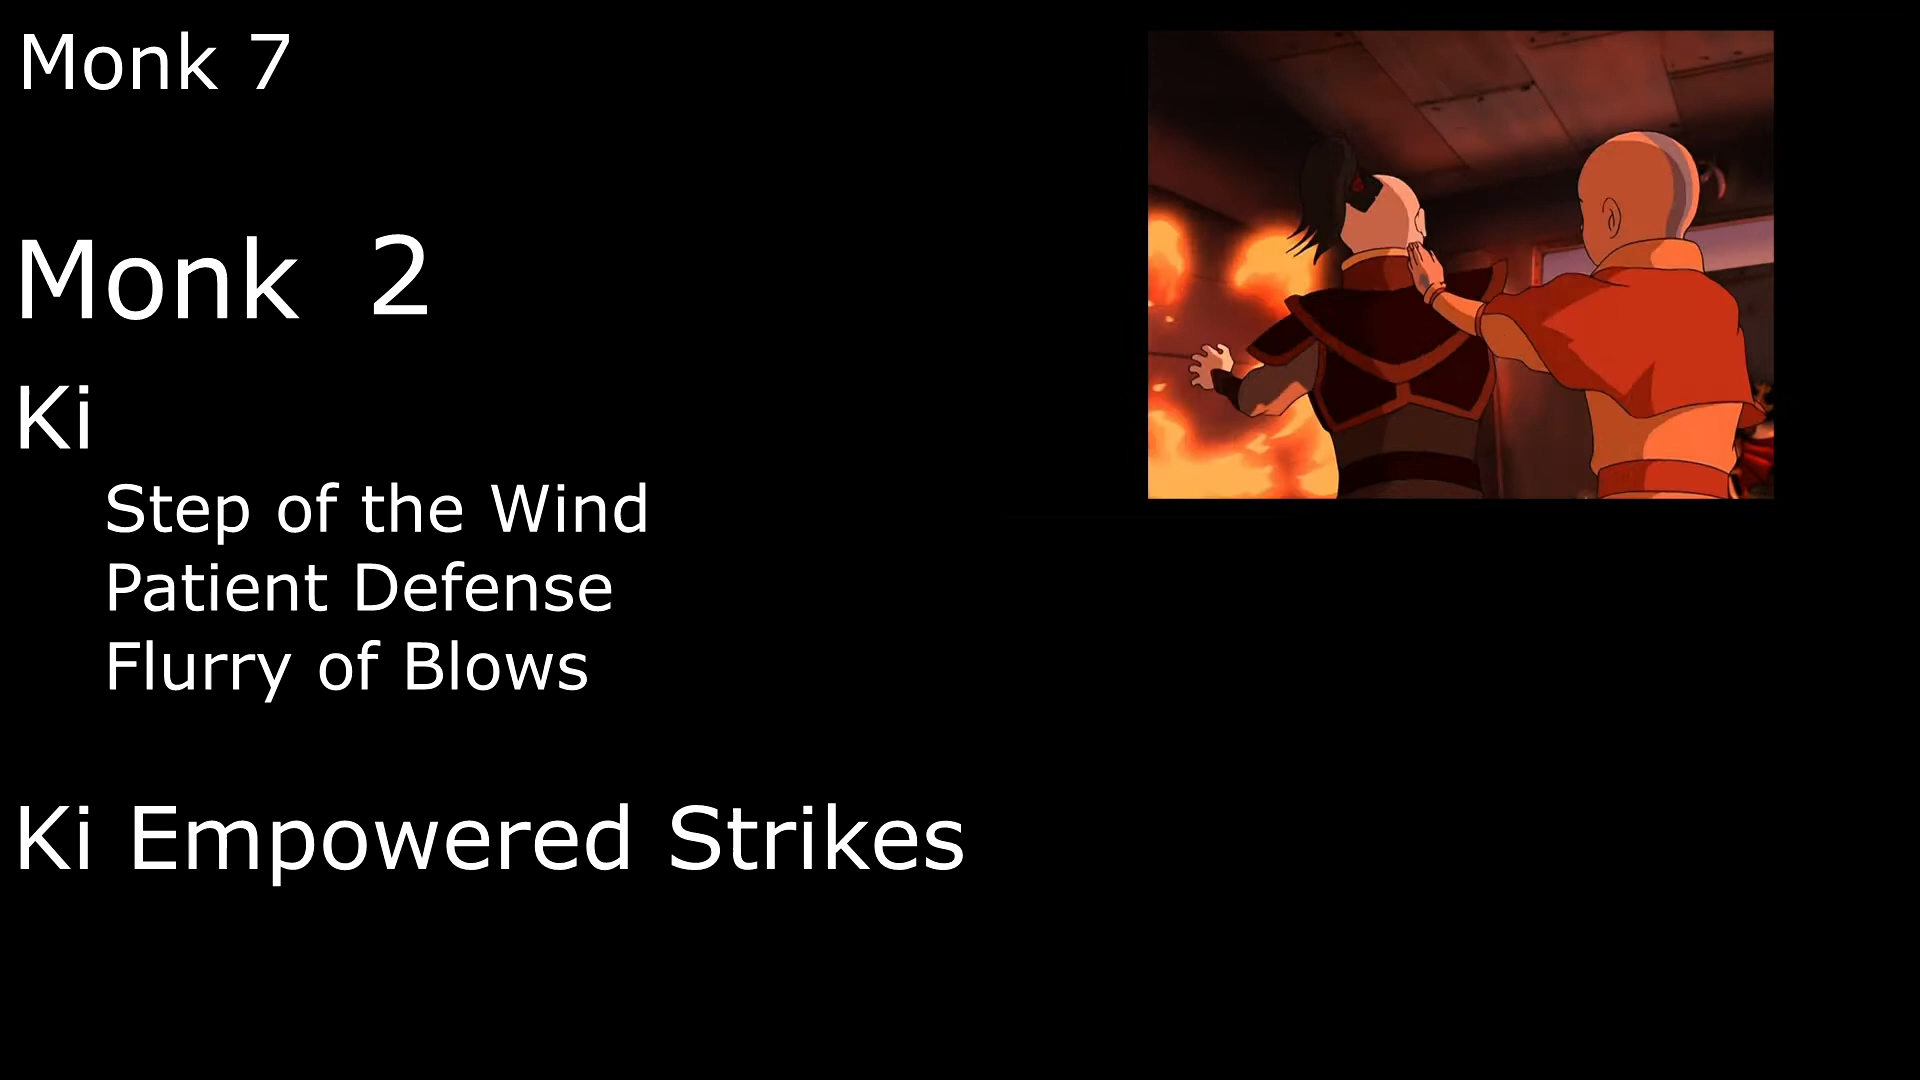 Monk 7
Monk 2
Ki
Step of the Wind
Patient Defense
Flurry of Blows
Ki Empowered Strikes